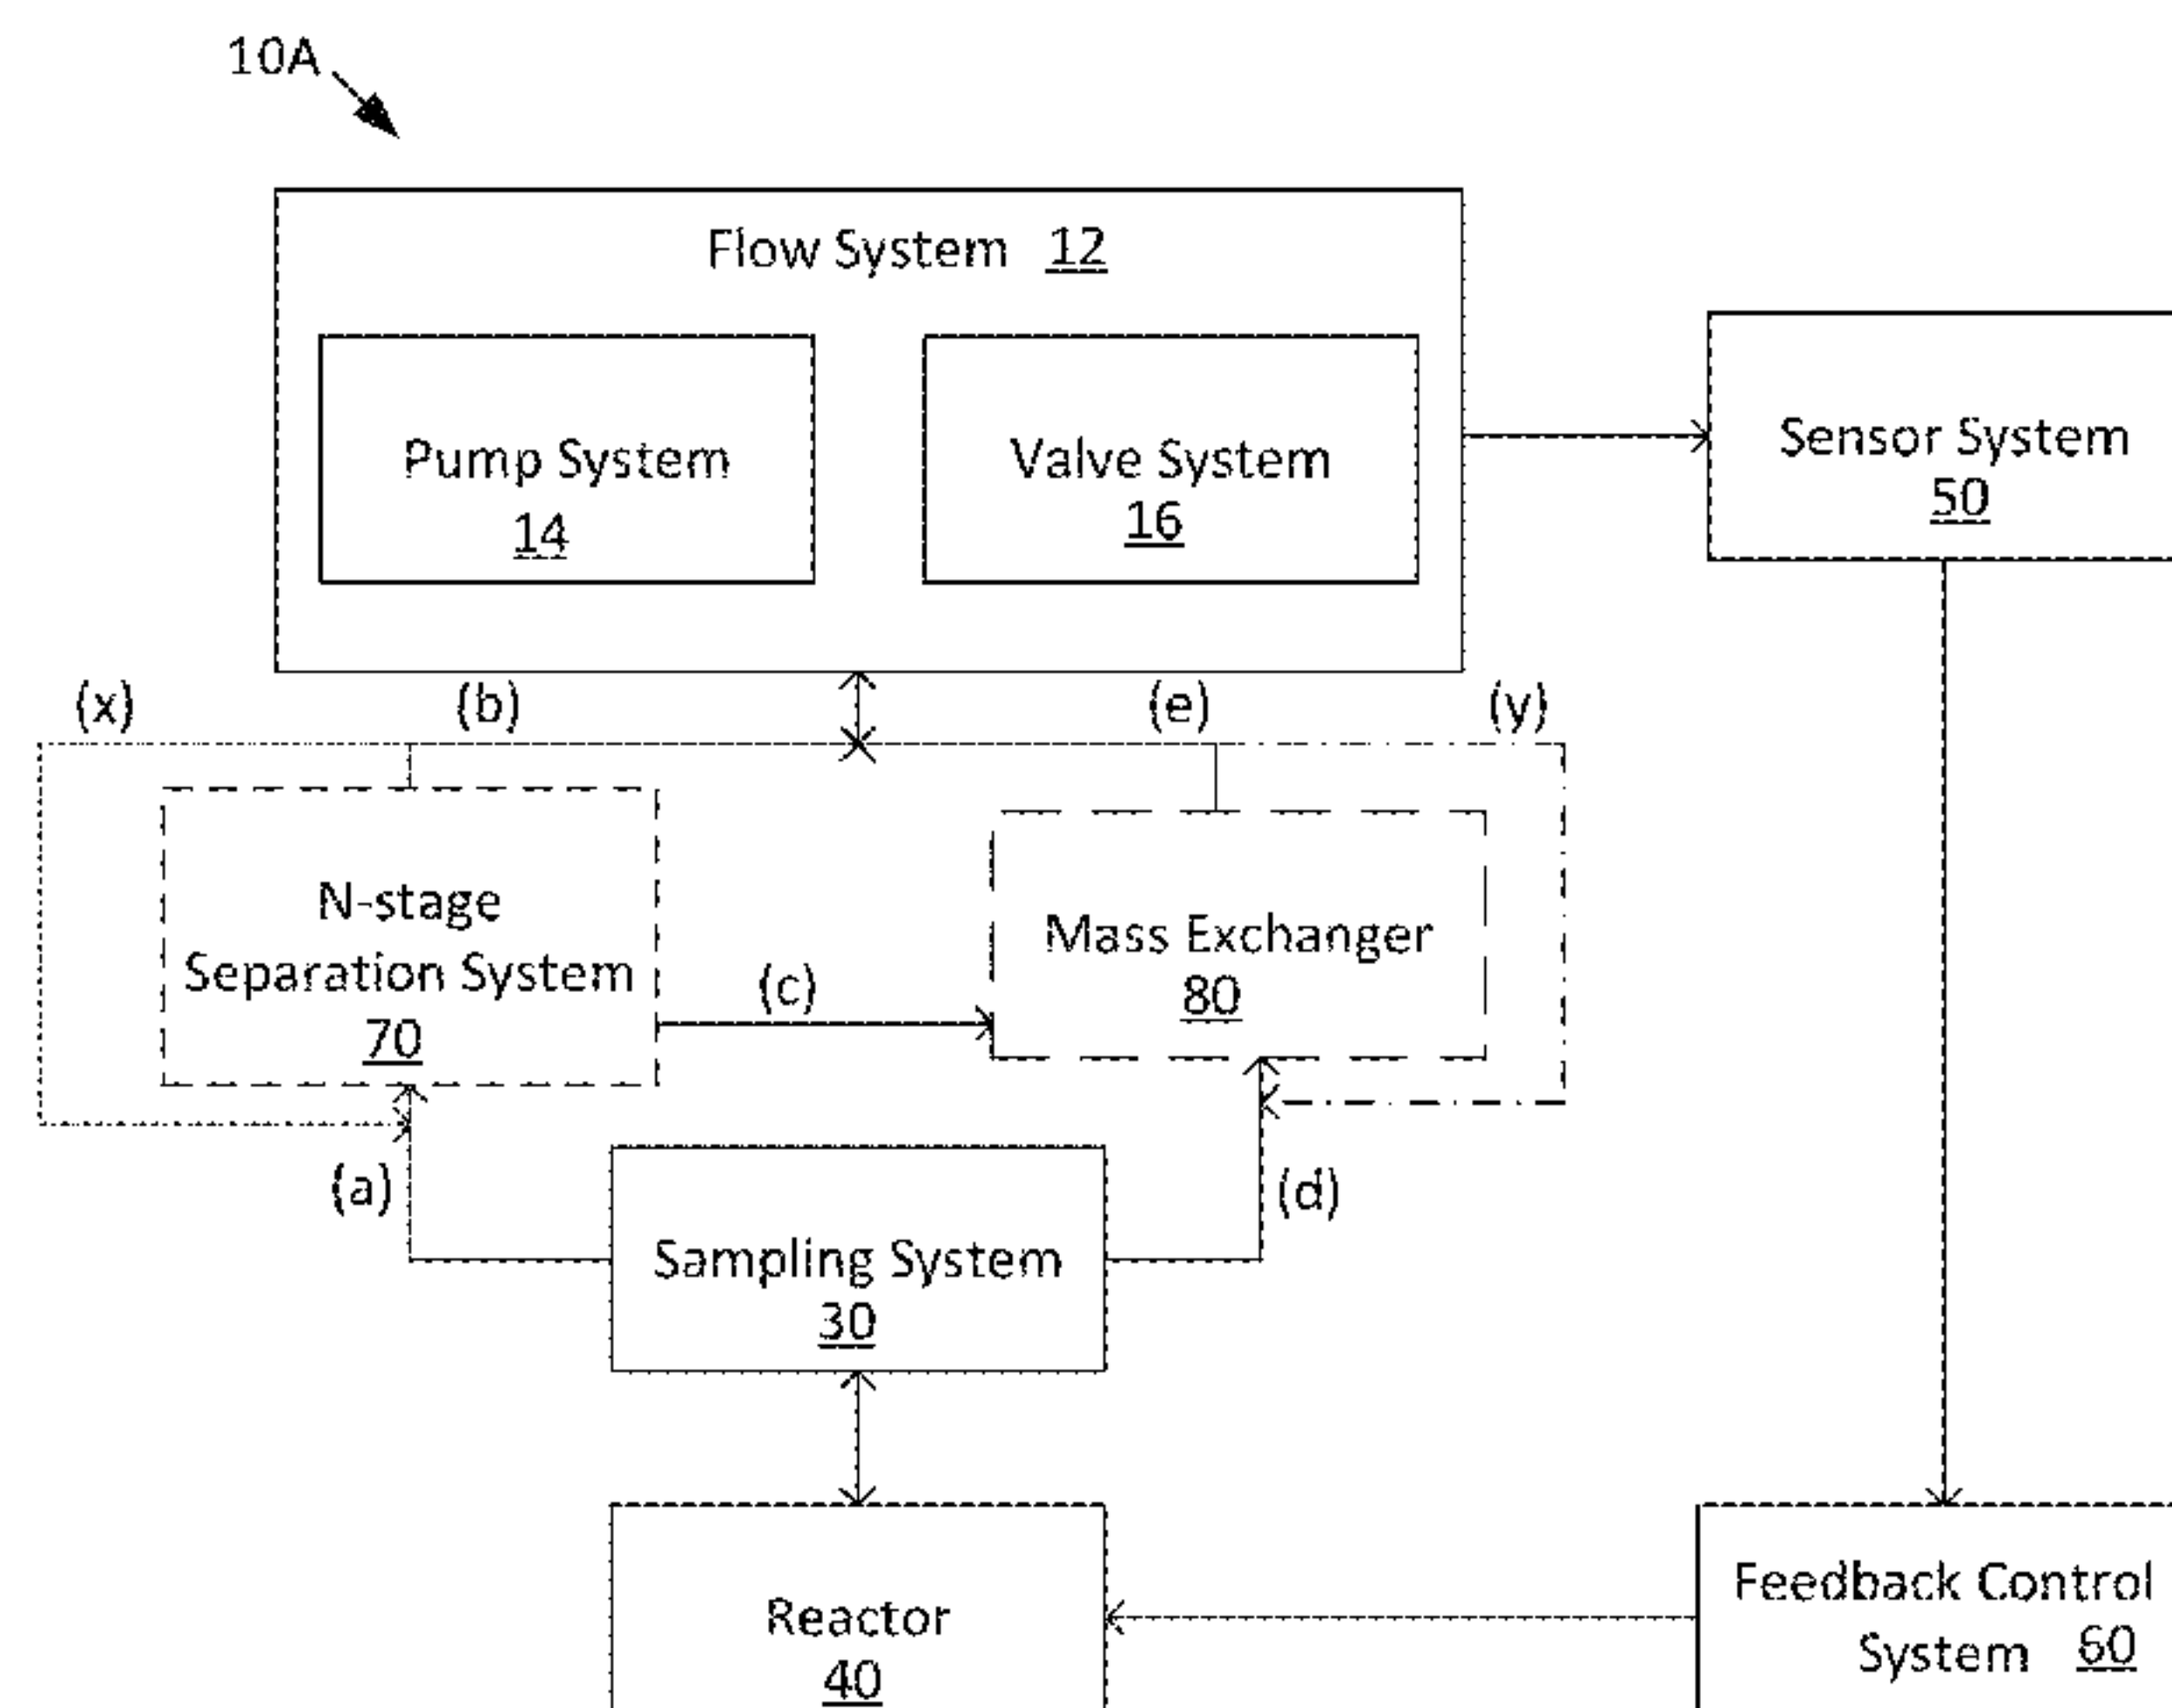 10A
Flow System 12
Pump System
14
Valve System
16
Sensor System
50
(x)
(b)
(e)
(y)
N-stage
Separation System
70
(c)
Mass Exchanger
80
(a)
(d)
Sampling System
30
Reactor
40
Feedback Control
System 60